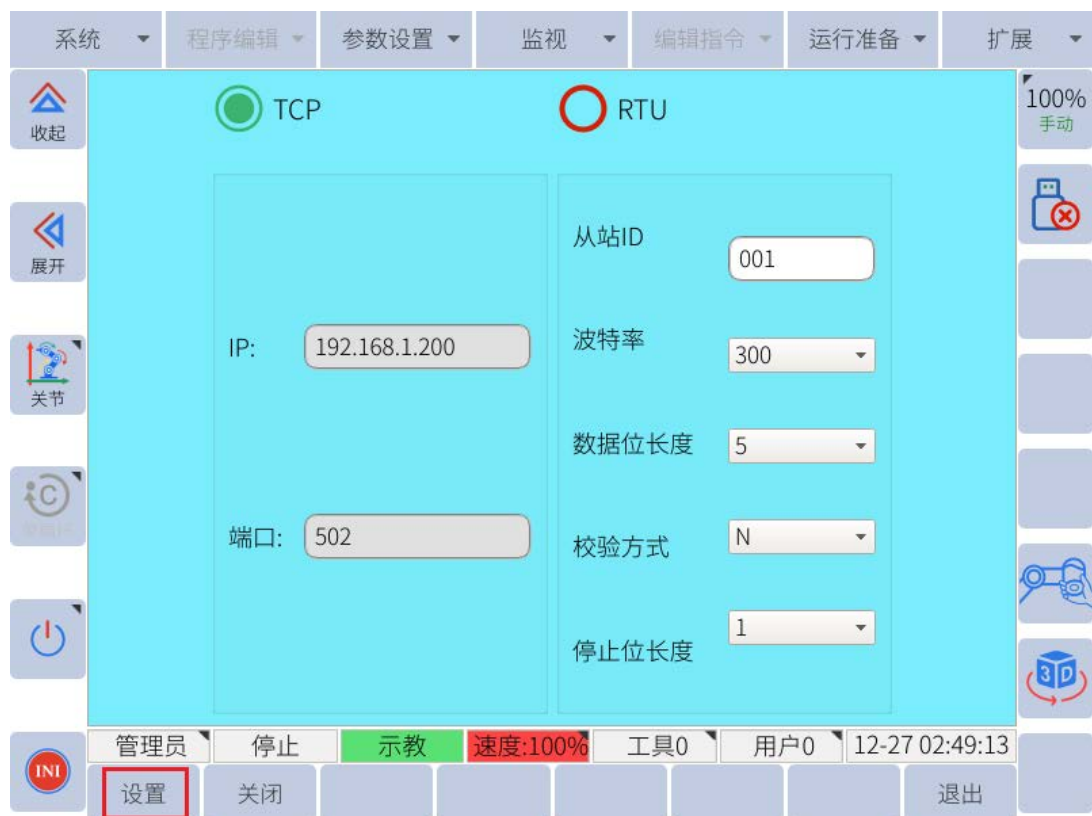 系统 程序编辑 参数设置 监视 编辑指令 运行准备 扩展
收起
展开
关节
C
INI
TCP RTU
IP: 192.168.1.200
端口: 502
从站ID 001
波特率 300
数据位长度 5
校验方式 N
停止位长度 1
100%
手动
3D
管理员 停止 示教 速度:100% 工具0 用户0 12-27 02:49:13
设置 关闭 退出